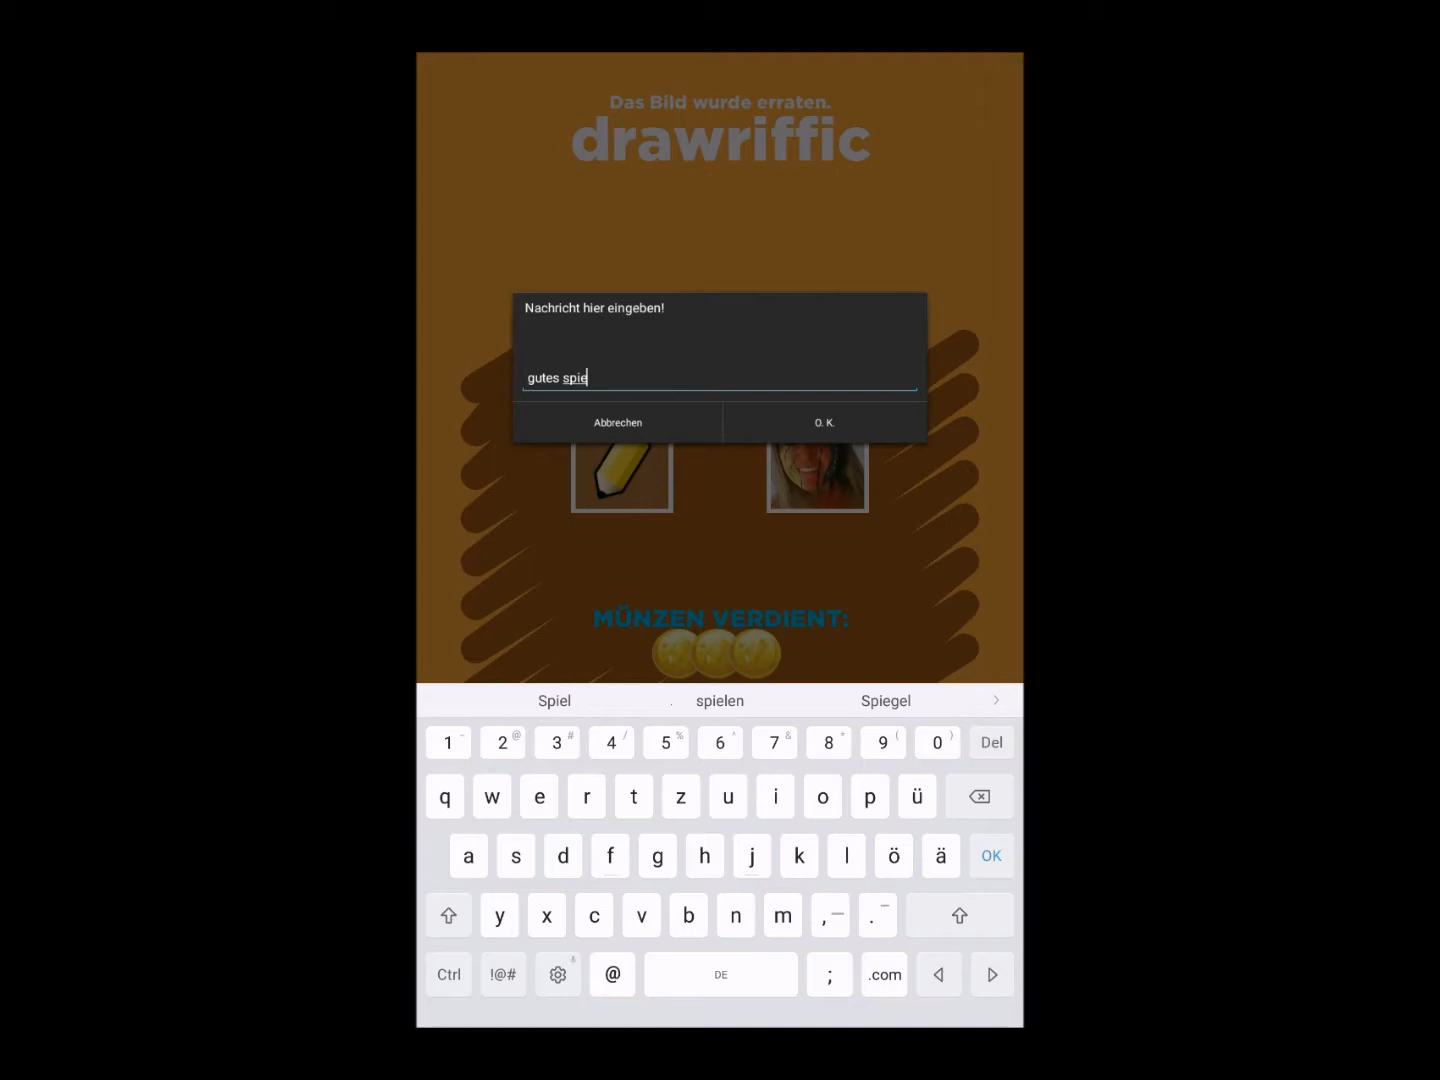 Das Bild wurde erraten.
drawriffic
Nachricht hier eingeben!
gutes spie
Abbrechen
O. K.
MÜNZEN VERDIENT:
Spiel spielen Spiegel
1 - 2 @ 3 # 4 / 5 % 6 ^ 7 & 8 * 9 ( 0 ) Del
q w e r t z u i o p ü
a s d f g h j k l ö ä OK
y x c v b n m , — . –
Ctrl !@# @ DE ; .com